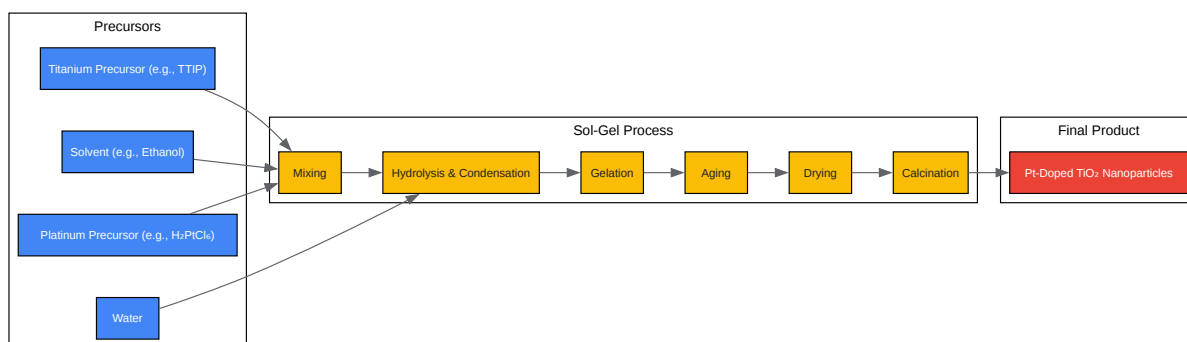 Precursors
Titanium Precursor (e.g., TTIP)
Solvent (e.g., Ethanol)
Platinum Precursor (e.g., H₂PtCl₆)
Water
Sol-Gel Process
Mixing
Hydrolysis & Condensation
Gelation
Aging
Drying
Calcination
Final Product
Pt-Doped TiO₂ Nanoparticles